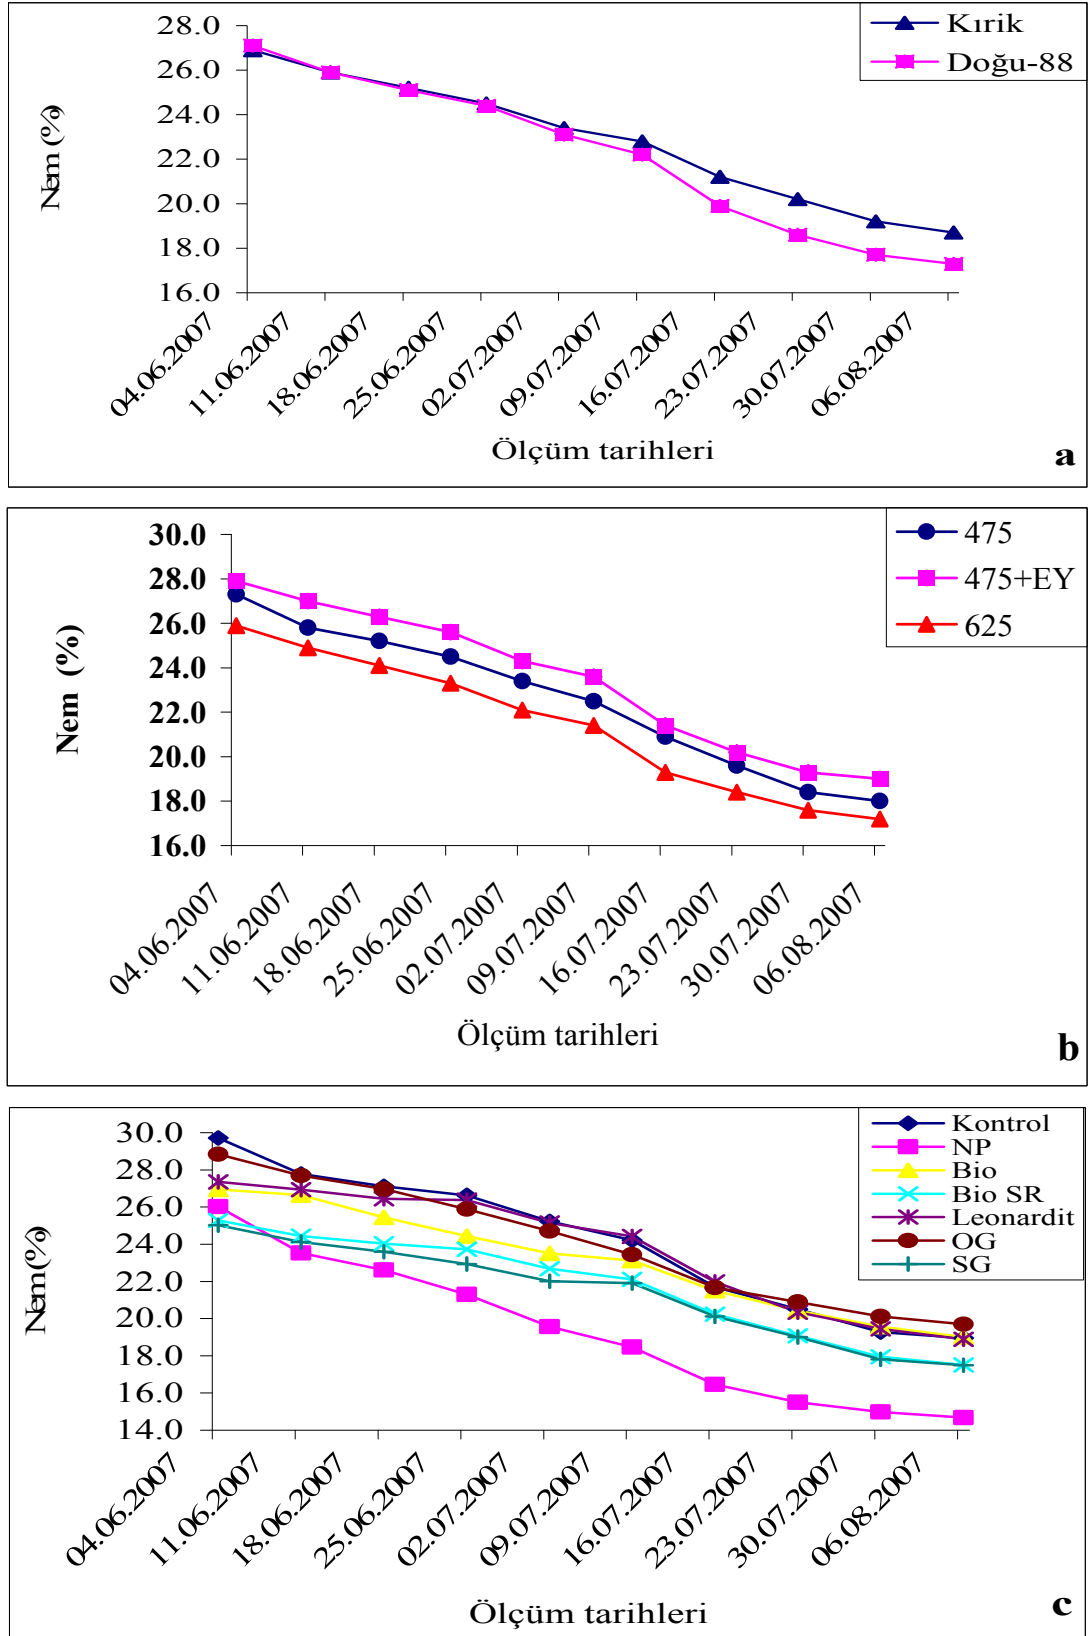 Kırik
Doğu-88
Nem (%)
28.0
26.0
24.0
22.0
20.0
18.0
16.0
04.06.2007
11.06.2007
18.06.2007
25.06.2007
02.07.2007
09.07.2007
16.07.2007
23.07.2007
30.07.2007
06.08.2007
Ölçüm tarihleri
a
475
475+EY
625
Nem (%)
30.0
28.0
26.0
24.0
22.0
20.0
18.0
16.0
04.06.2007
11.06.2007
18.06.2007
25.06.2007
02.07.2007
09.07.2007
16.07.2007
23.07.2007
30.07.2007
06.08.2007
Ölçüm tarihleri
b
Kontrol
NP
Bio
Bio SR
Leonardit
OG
SG
Nem(%)
30.0
28.0
26.0
24.0
22.0
20.0
18.0
16.0
14.0
04.06.2007
11.06.2007
18.06.2007
25.06.2007
02.07.2007
09.07.2007
16.07.2007
23.07.2007
30.07.2007
06.08.2007
Ölçüm tarihleri
c